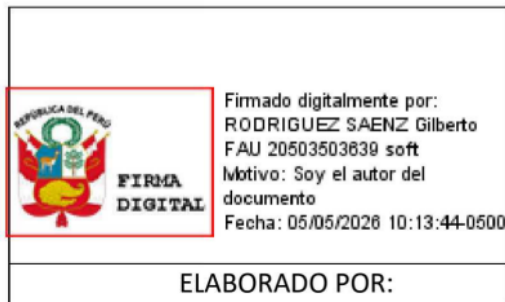 REPÚBLICA DEL PERÚ
FIRMA
DIGITAL
Firmado digitalmente por:
RODRIGUEZ SAENZ Gilberto
FAU 20503503639 soft
Motivo: Soy el autor del
documento
Fecha: 05/05/2026 10:13:44-0500
ELABORADO POR: